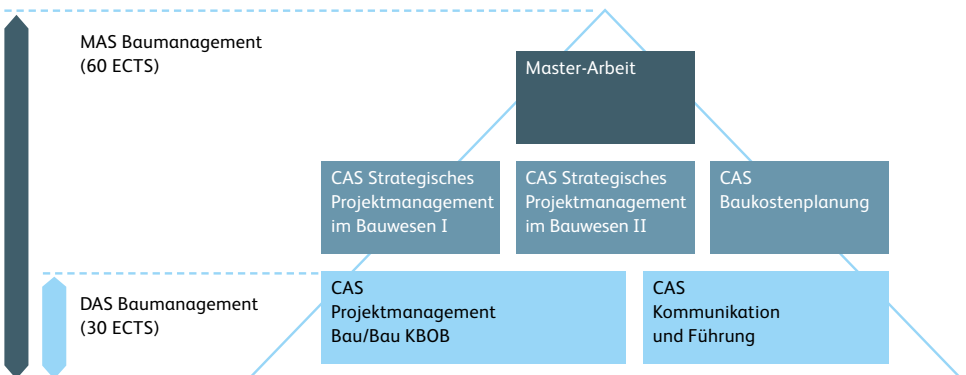 MAS Baumanagement
(60 ECTS)
Master-Arbeit
CAS Strategisches
Projektmanagement
im Bauwesen I
CAS Strategisches
Projektmanagement
im Bauwesen II
CAS
Baukostenplanung
DAS Baumanagement
(30 ECTS)
CAS
Projektmanagement
Bau/Bau KBOB
CAS
Kommunikation
und Führung